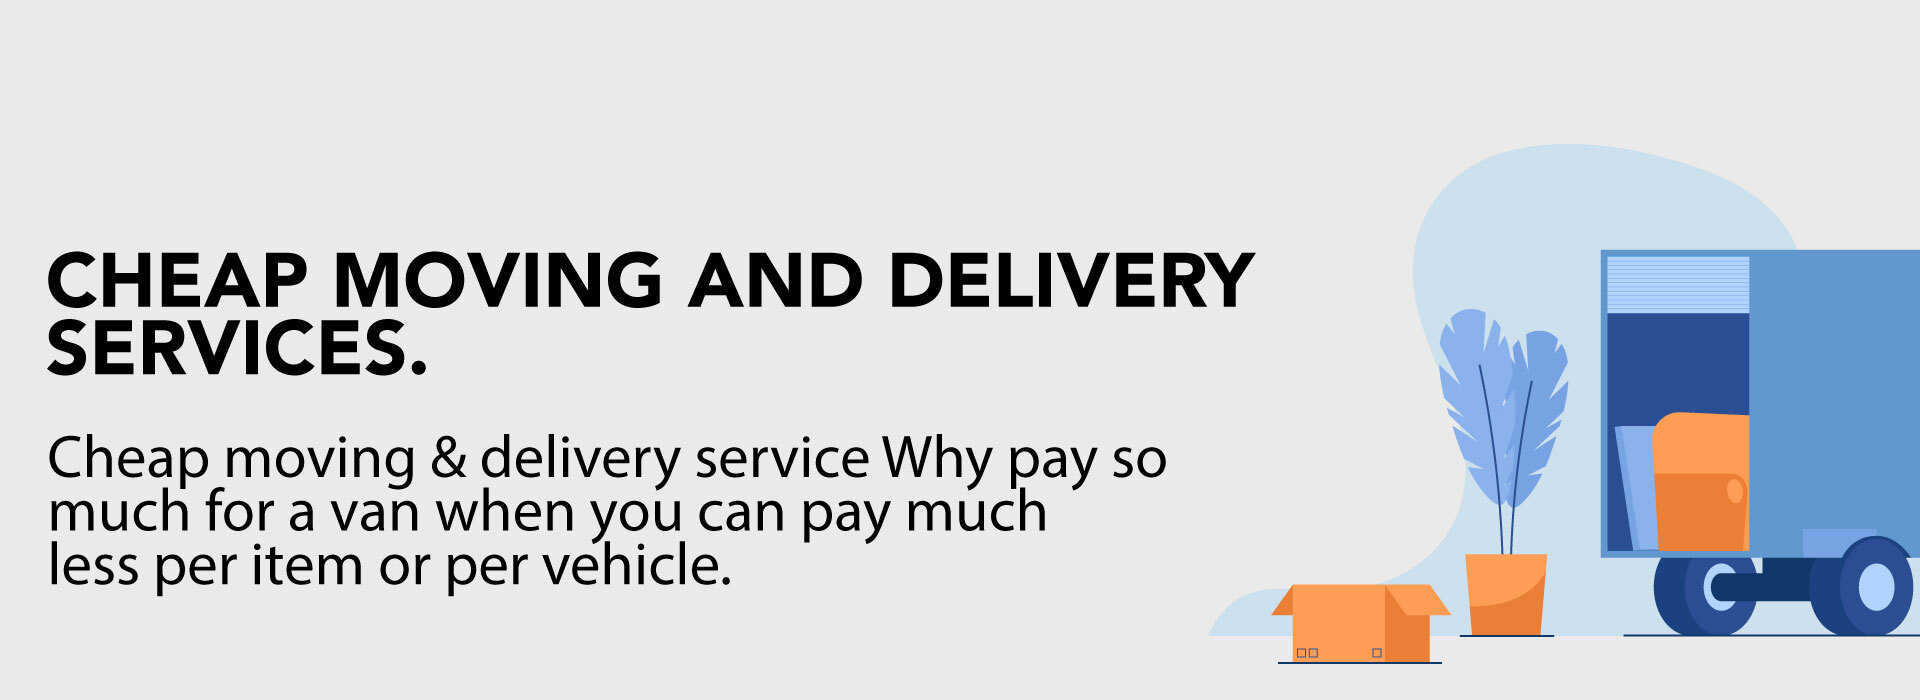 CHEAP MOVING AND DELIVERY
SERVICES.
Cheap moving & delivery service Why pay so
much for a van when you can pay much
less per item or per vehicle.